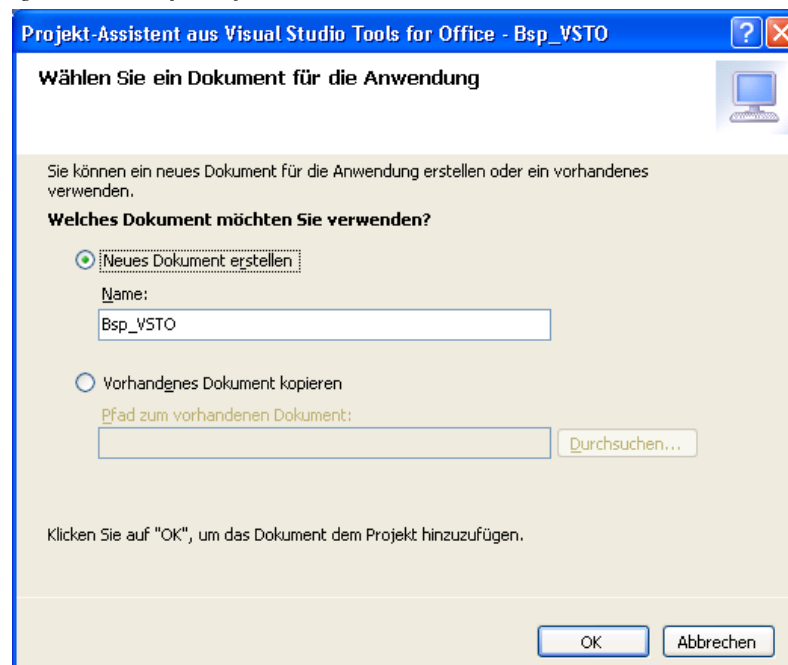 Projekt-Assistent aus Visual Studio Tools for Office - Bsp_VSTO
Wählen Sie ein Dokument für die Anwendung
Sie können ein neues Dokument für die Anwendung erstellen oder ein vorhandenes
verwenden.
Welches Dokument möchten Sie verwenden?
Neues Dokument erstellen
Name:
Bsp_VSTO
Vorhandenes Dokument kopieren
Pfad zum vorhandenen Dokument:
Durchsuchen...
Klicken Sie auf "OK", um das Dokument dem Projekt hinzuzufügen.
OK
Abbrechen